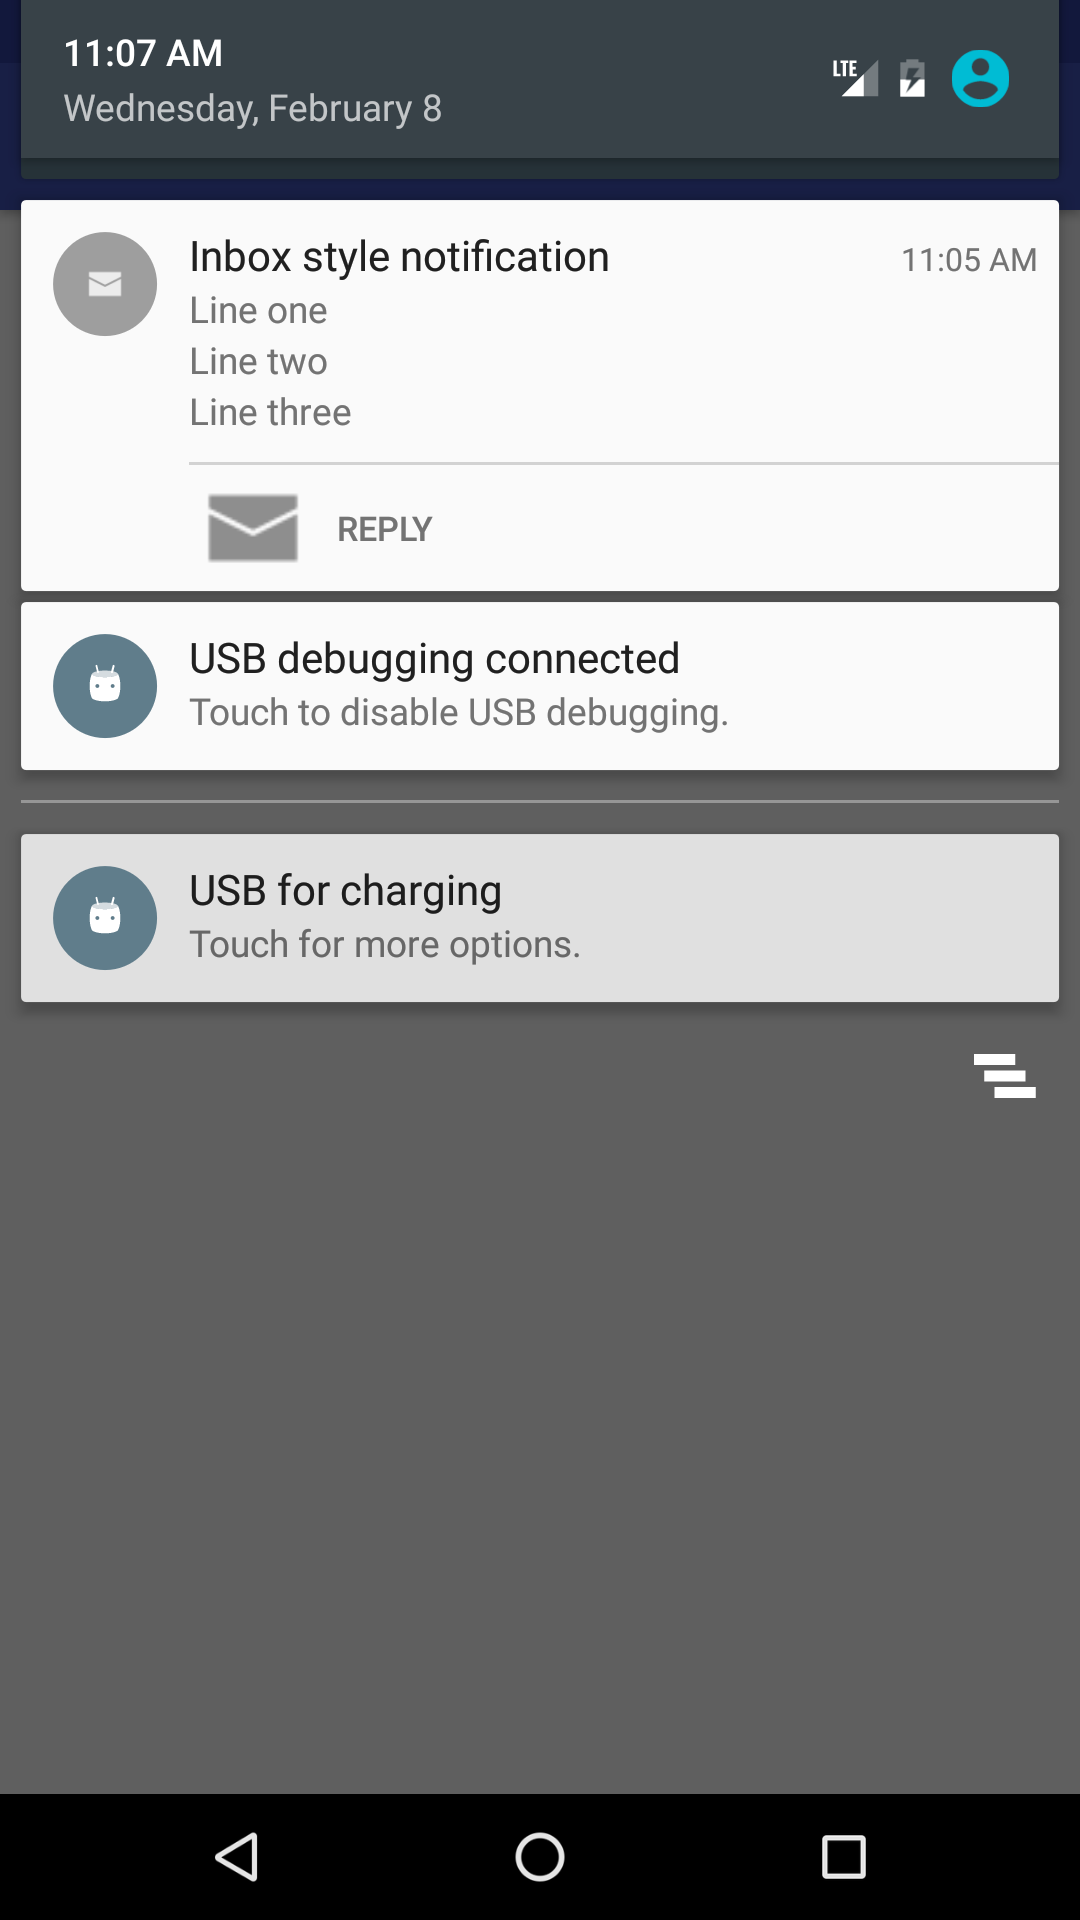 11:07 AM
Wednesday, February 8
LTE
Inbox style notification 11:05 AM
Line one
Line two
Line three
REPLY
USB debugging connected
Touch to disable USB debugging.
USB for charging
Touch for more options.